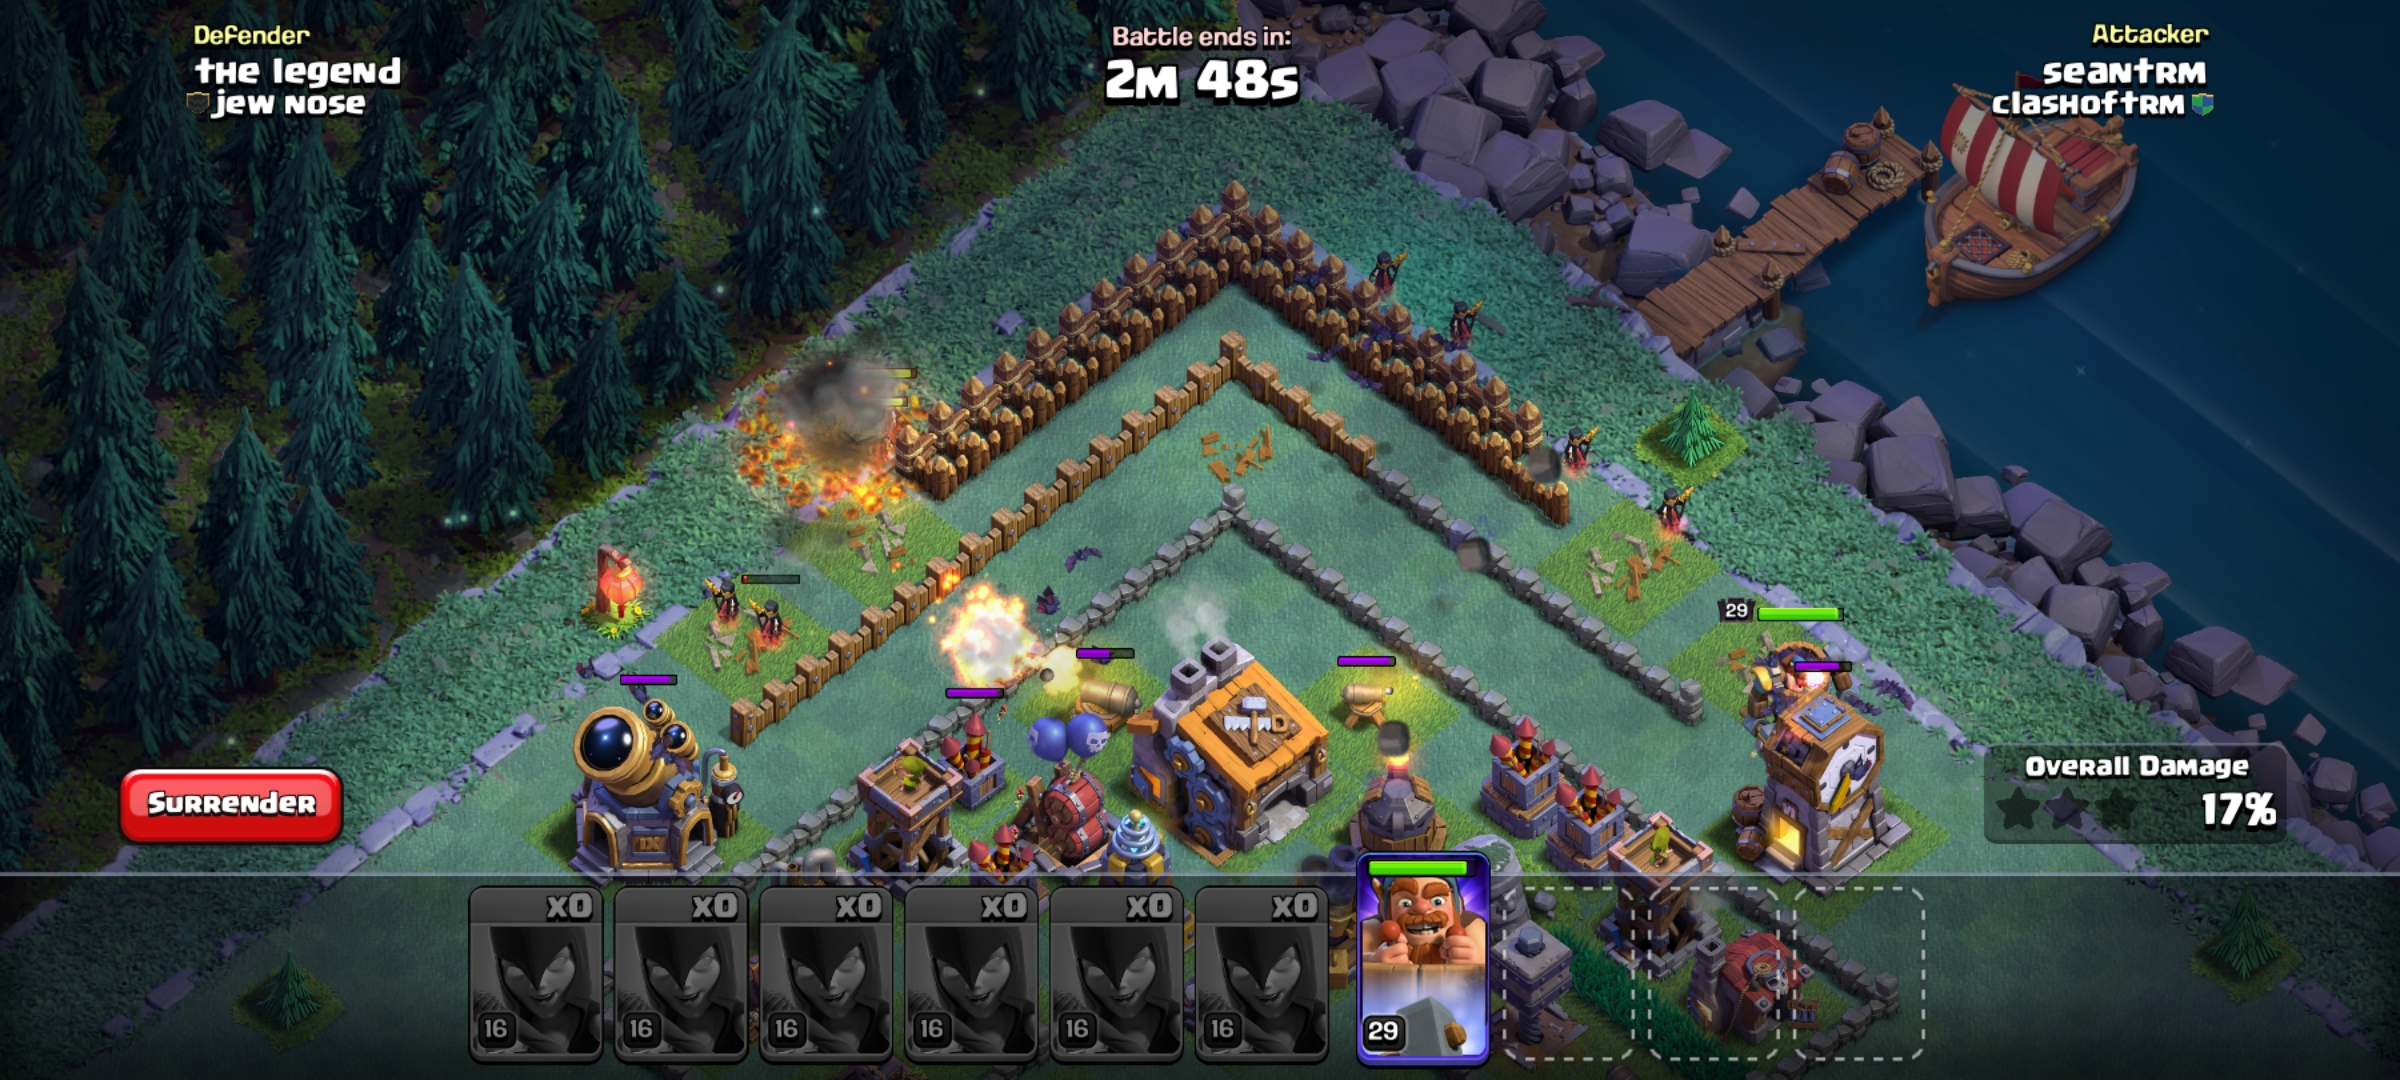 Defender
the legend
jew nose
Battle ends in:
2m 48s
Attacker
seantrm
clashoftrm
29
Surrender
Overall Damage
17%
x0
x0
x0
x0
x0
x0
16
16
16
16
16
16
29